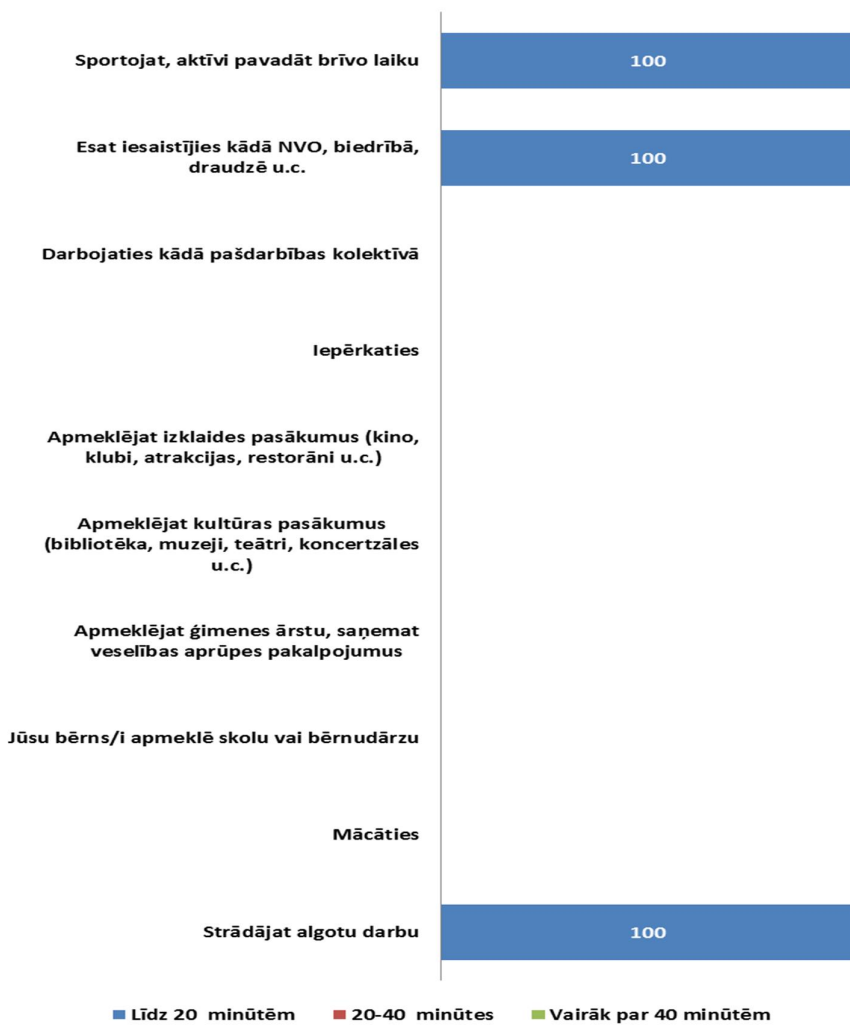 Sportojat, aktīvi pavadāt brīvo laiku
100
Esat iesaistījies kādā NVO, biedrībā,
draudzē u.c.
100
Darbojaties kādā pašdarbības kolektīvā
Iepērkaties
Apmeklējat izklaides pasākumus (kino,
klubi, atrakcijas, restorāni u.c.)
Apmeklējat kultūras pasākumus
(bibliotēka, muzeji, teātri, koncertzāles
u.c.)
Apmeklējat ģimenes ārstu, saņemat
veselības aprūpes pakalpojumus
Jūsu bērns/i apmeklē skolu vai bērnudārzu
Mācāties
Strādājat algotu darbu
100
Līdz 20 minūtēm
20-40 minūtes
Vairāk par 40 minūtēm